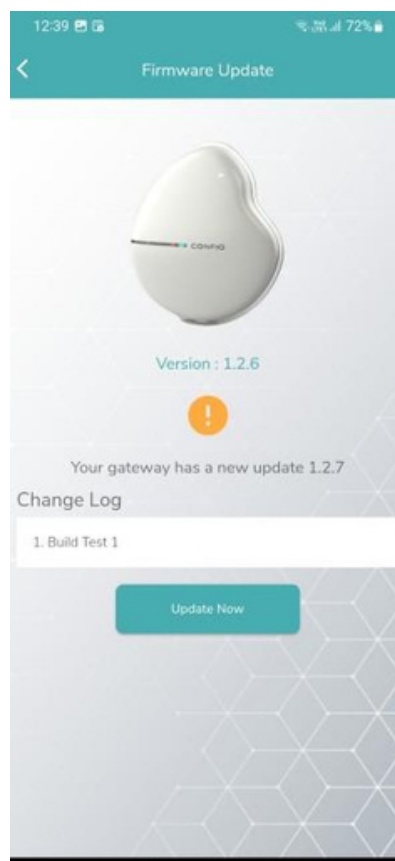 12:39
72%
Firmware Update
CONFIO
Version : 1.2.6
!
Your gateway has a new update 1.2.7
Change Log
1. Build Test 1
Update Now